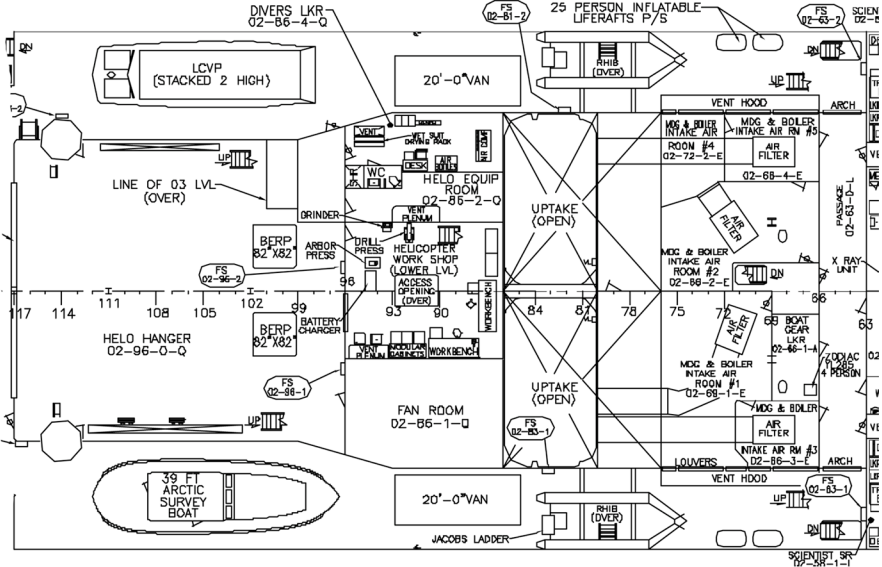 DIVERS LKR
02-86-4-Q
FS
02-81-2
25 PERSON INFLATABLE
LIFERAFTS P/S
FS
02-63-2
DN
LCVP
(STACKED 2 HIGH)
20'-0"VAN
RHIB
(OVER)
DN
UP
VENT HOOD
ARCH
VENT
WET SUIT
DRYING RACK
DESK
AIR
WC
HELO EQUIP
ROOM
02-86-2-Q
UP
LINE OF 03 LVL
(OVER)
MDG & BOILER
INTAKE AIR
ROOM #4
02-72-2-E
MDG & BOILER
INTAKE AIR RM #5
AIR
FILTER
02-68-4-E
PASSAGE
02-63-0-L
UPTAKE
(OPEN)
GRINDER
VENT
PLENUM
BERP
82"X82"
ARBOR
PRESS
DRILL
PRESS
HELICOPTER
WORK SHOP
(LOWER LVL)
AIR
FILTER
MDG & BOILER
INTAKE AIR
ROOM #2
02-66-2-E
DN
X RAY
UNIT
FS
02-96-2
96
ACCESS
OPENING
(OVER)
WORKBENCH
117
114
111
108
105
102
99
93
90
84
81
78
75
72
69
66
63
HELO HANGER
02-96-0-Q
BERP
82"X82"
BATTERY
CHARGER
VENT
PLENUM
MODULAR
CABINETS
WORKBENCH
AIR
FILTER
BOAT
GEAR
LKR
02-66-1-A
ZODIAC
4 PERSON
MDG & BOILER
INTAKE AIR
ROOM #1
02-69-1-E
FS
02-96-1
UPTAKE
(OPEN)
FAN ROOM
02-86-1-Q
FS
02-83-1
UP
MDG & BOILER
AIR
FILTER
INTAKE AIR RM #3
02-66-3-E
LOUVERS
ARCH
VENT HOOD
39 FT
ARCTIC
SURVEY
BOAT
20'-0"VAN
RHIB
(OVER)
FS
02-63-1
UP
DN
JACOBS LADDER
SCIENTIST SR
02-58-1-L